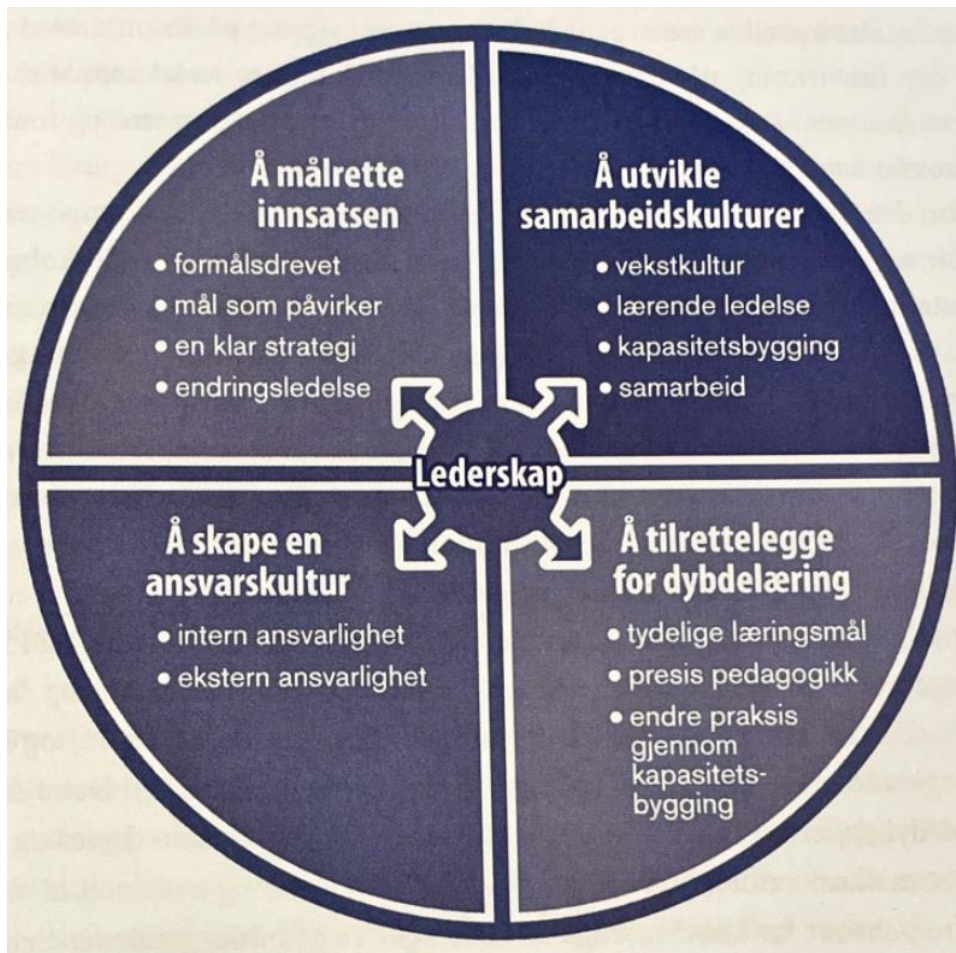 Å målrette
innsatsen
• formålsdrevet
• mål som påvirker
• en klar strategi
• endringsledelse
Å utvikle
samarbeidskulturer
• vekstkultur
• lærende ledelse
• kapasitetsbygging
• samarbeid
Lederskap
Å skape en
ansvarskultur
• intern ansvarlighet
• ekstern ansvarlighet
Å tilrettelegge
for dybdelæring
• tydelige læringsmål
• presis pedagogikk
• endre praksis
gjennom
kapasitets-
bygging